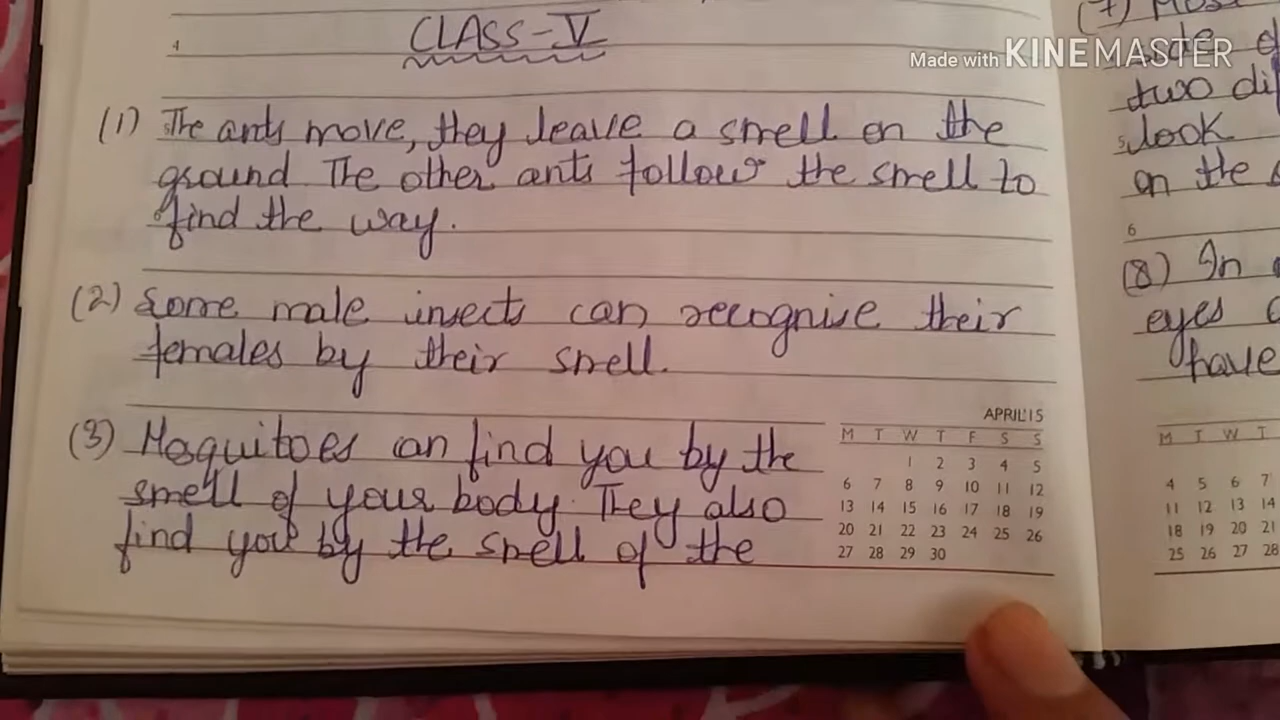 CLASS-V
4
(1) The ants move, they leave a smell on the
ground The other ants follow the smell to
find the way.
(2) Some male insects can recognise their
females by their smell.
(3) Mosquitoes can find you by the
smell of your body. They also
find you by the smell of the
APRIL'15
M T W T F S S
1 2 3 4 5
6 7 8 9 10 11 12
13 14 15 16 17 18 19
20 21 22 23 24 25 26
27 28 29 30
Made with KINEMASTER
(7)
two
look
on the
6
(8) In
eyes
have
M T W T
4 5 6 7
11 12 13 14
18 19 20 21
25 26 27 28